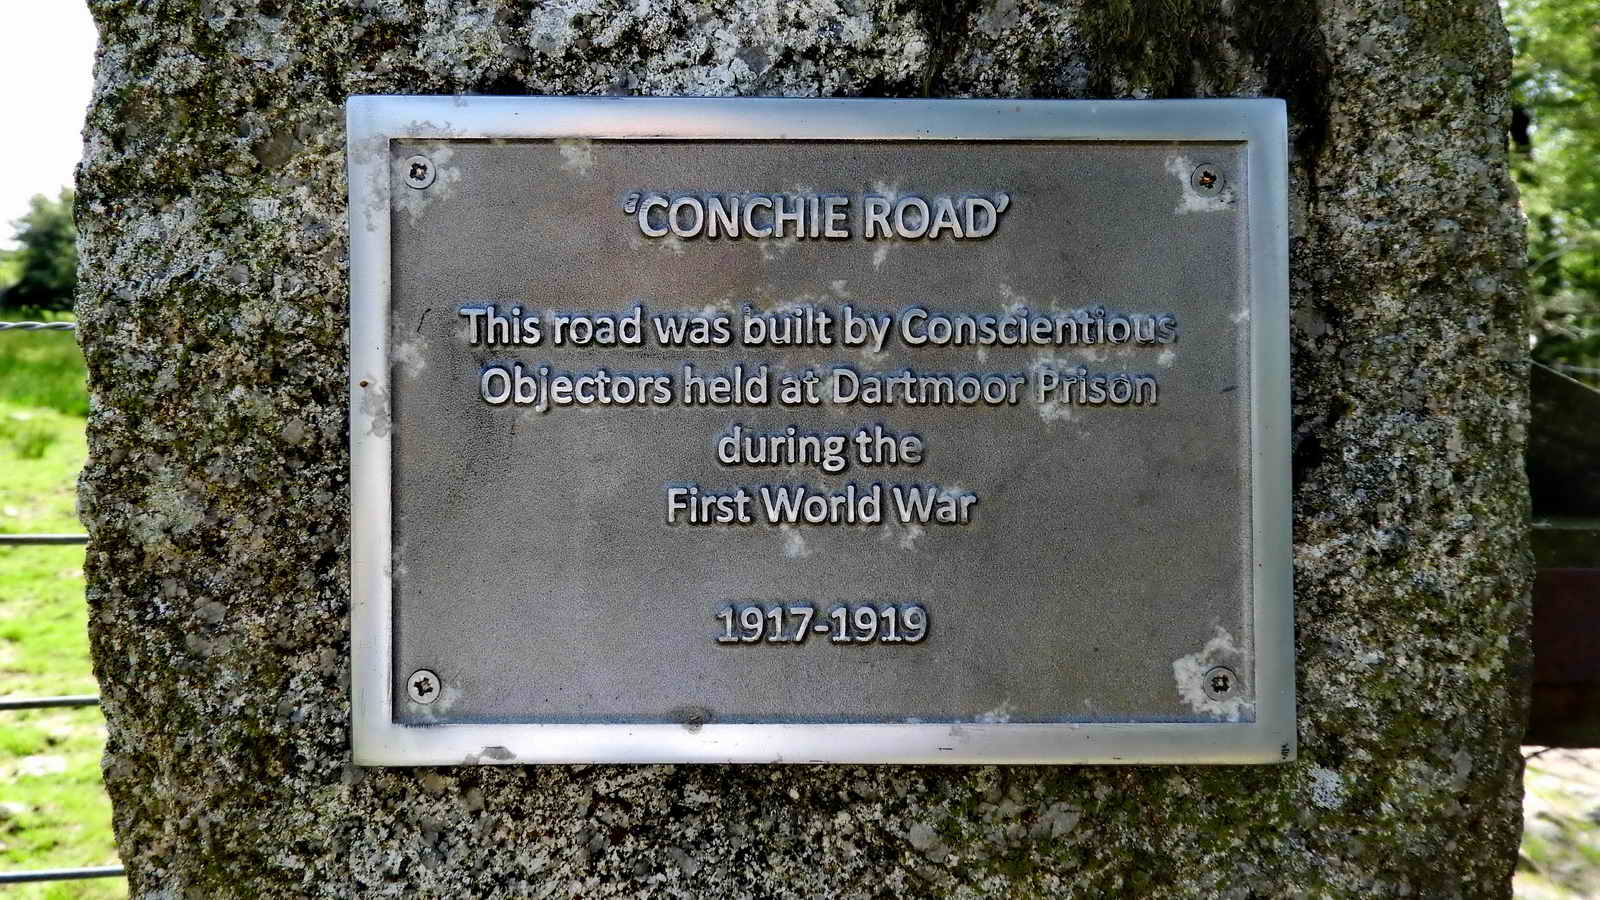 ‘CONCHIE ROAD’
This road was built by Conscientious
Objectors held at Dartmoor Prison
during the
First World War
1917-1919